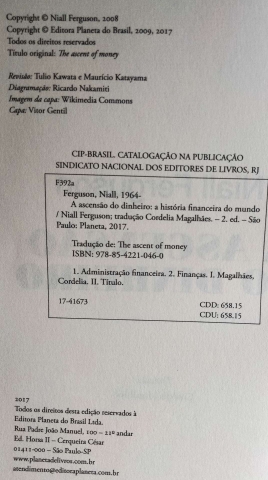 Copyright © Niall Ferguson, 2008
Copyright © Editora Planeta do Brasil, 2009, 2017
Todos os direitos reservados
Título original: The ascent of money
Revisão: Tulio Kawata e Maurício Katayama
Diagramação: Ricardo Nakamiti
Imagem da capa: Wikimedia Commons
Capa: Vitor Gentil
CIP-BRASIL. CATALOGAÇÃO NA PUBLICAÇÃO
SINDICATO NACIONAL DOS EDITORES DE LIVROS, RJ
F392a
Ferguson, Niall, 1964-
A ascensão do dinheiro: a história financeira do mundo
/ Niall Ferguson; tradução Cordelia Magalhães. – 2. ed. – São
Paulo: Planeta, 2017.
Tradução de: The ascent of money
ISBN: 978-85-4221-046-0
1. Administração financeira. 2. Finanças. I. Magalhães,
Cordelia. II. Título.
17-41673 CDD: 658.15
CDU: 658.15
2017
Todos os direitos desta edição reservados à
Editora Planeta do Brasil Ltda.
Rua Padre João Manuel, 100 – 21º andar
Ed. Horsa II – Cerqueira César
01411-000 – São Paulo-SP
www.planetadelivros.com.br
atendimento@editoraplaneta.com.br